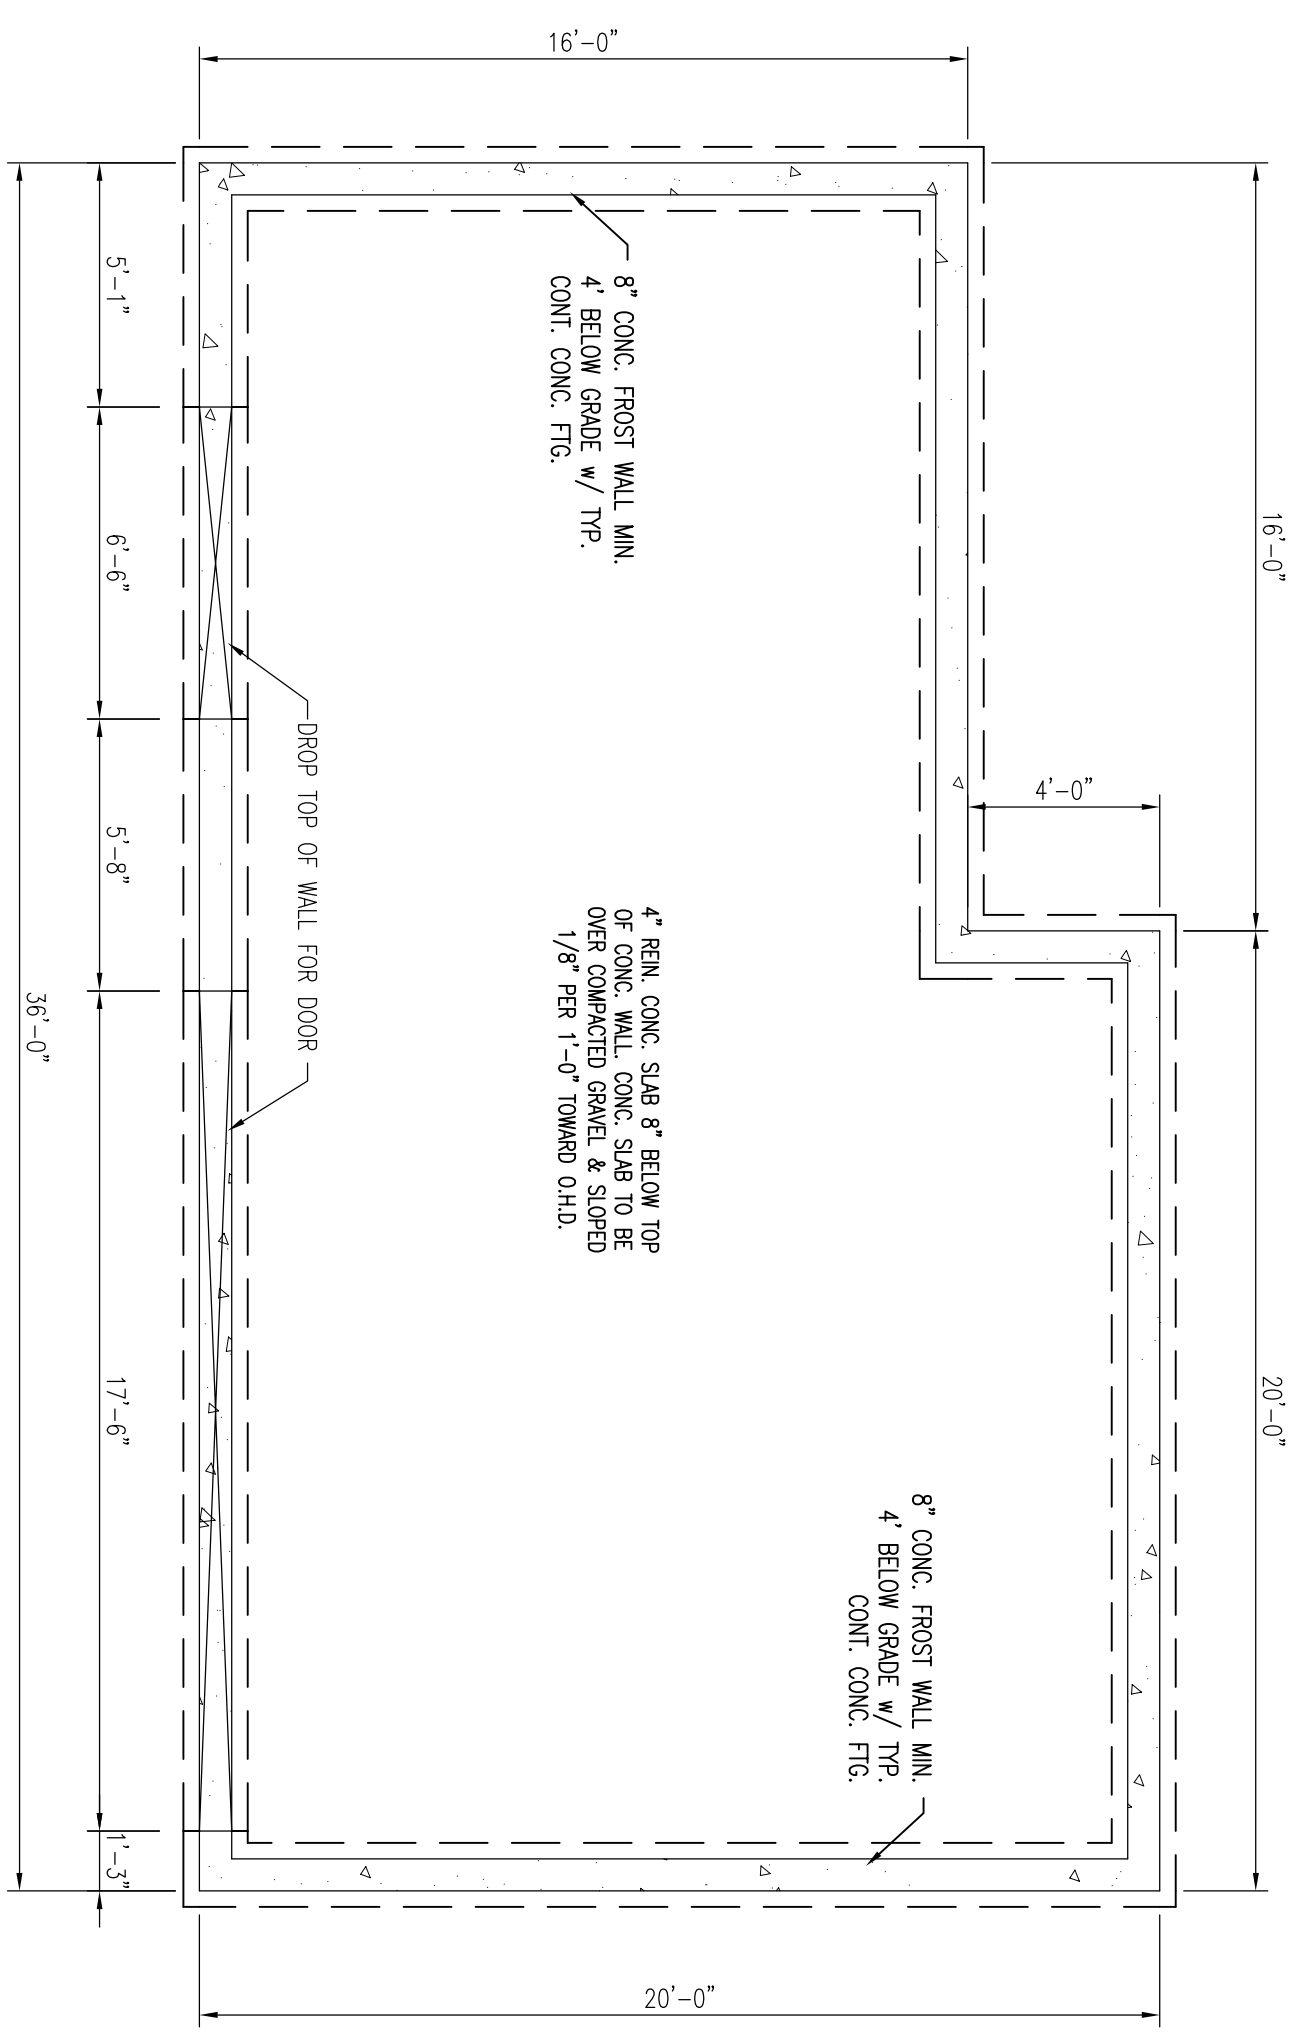 16'-0"
20'-0"
4'-0"
16'-0"
20'-0"
8" CONC. FROST WALL MIN.
4' BELOW GRADE w/ TYP.
CONT. CONC. FTG.
4" REIN. CONC. SLAB 8" BELOW TOP
OF CONC. WALL. CONC. SLAB TO BE
OVER COMPACTED GRAVEL & SLOPED
1/8" PER 1'-0" TOWARD O.H.D.
8" CONC. FROST WALL MIN.
4' BELOW GRADE w/ TYP.
CONT. CONC. FTG.
DROP TOP OF WALL FOR DOOR
5'-1"
6'-6"
5'-8"
17'-6"
1'-3"
36'-0"